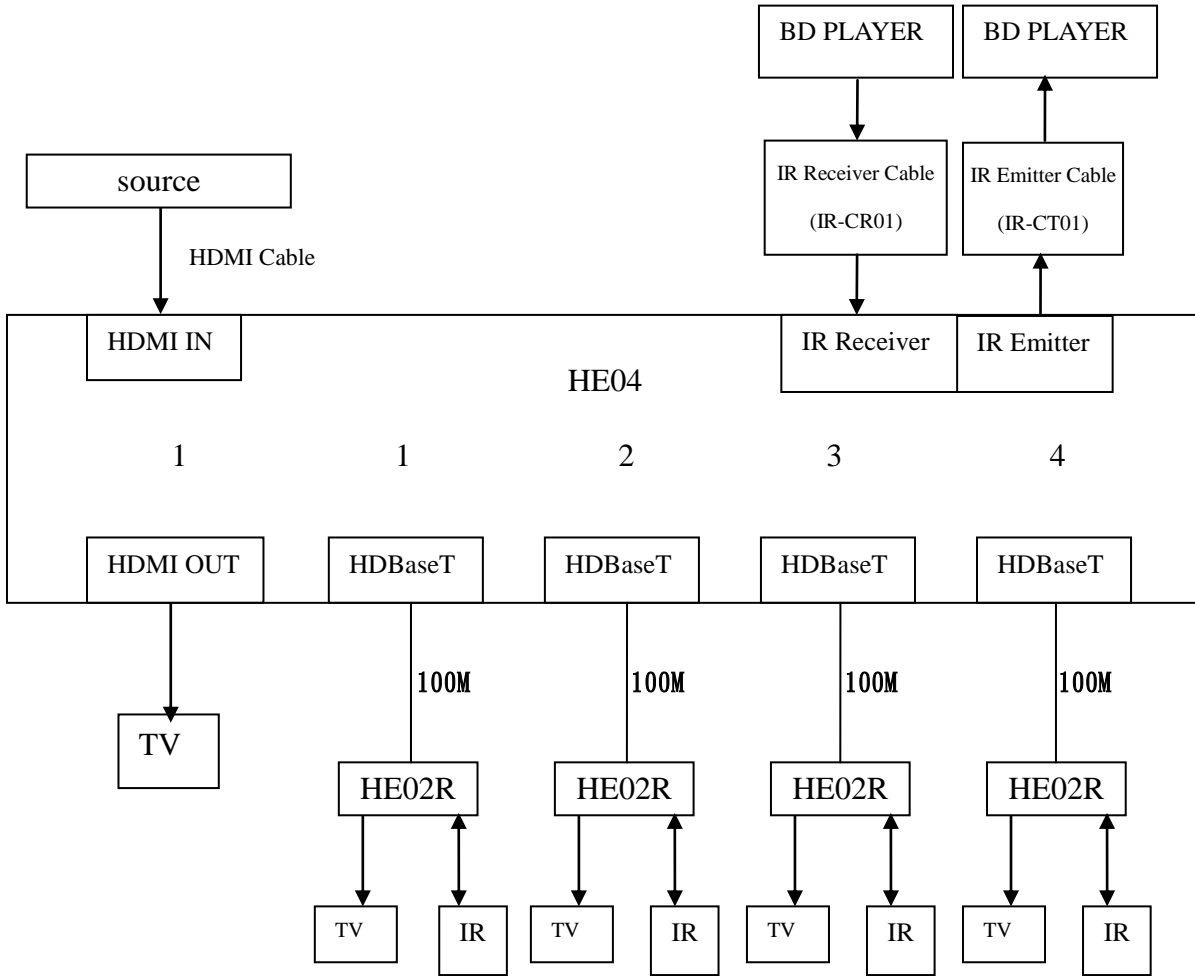 BD PLAYER
BD PLAYER
IR Receiver Cable
(IR-CR01)
IR Emitter Cable
(IR-CT01)
source
HDMI Cable
HDMI IN
IR Receiver
IR Emitter
HE04
1
1
2
3
4
HDMI OUT
HDBaseT
HDBaseT
HDBaseT
HDBaseT
100M
100M
100M
100M
TV
HE02R
HE02R
HE02R
HE02R
TV
IR
TV
IR
TV
IR
TV
IR